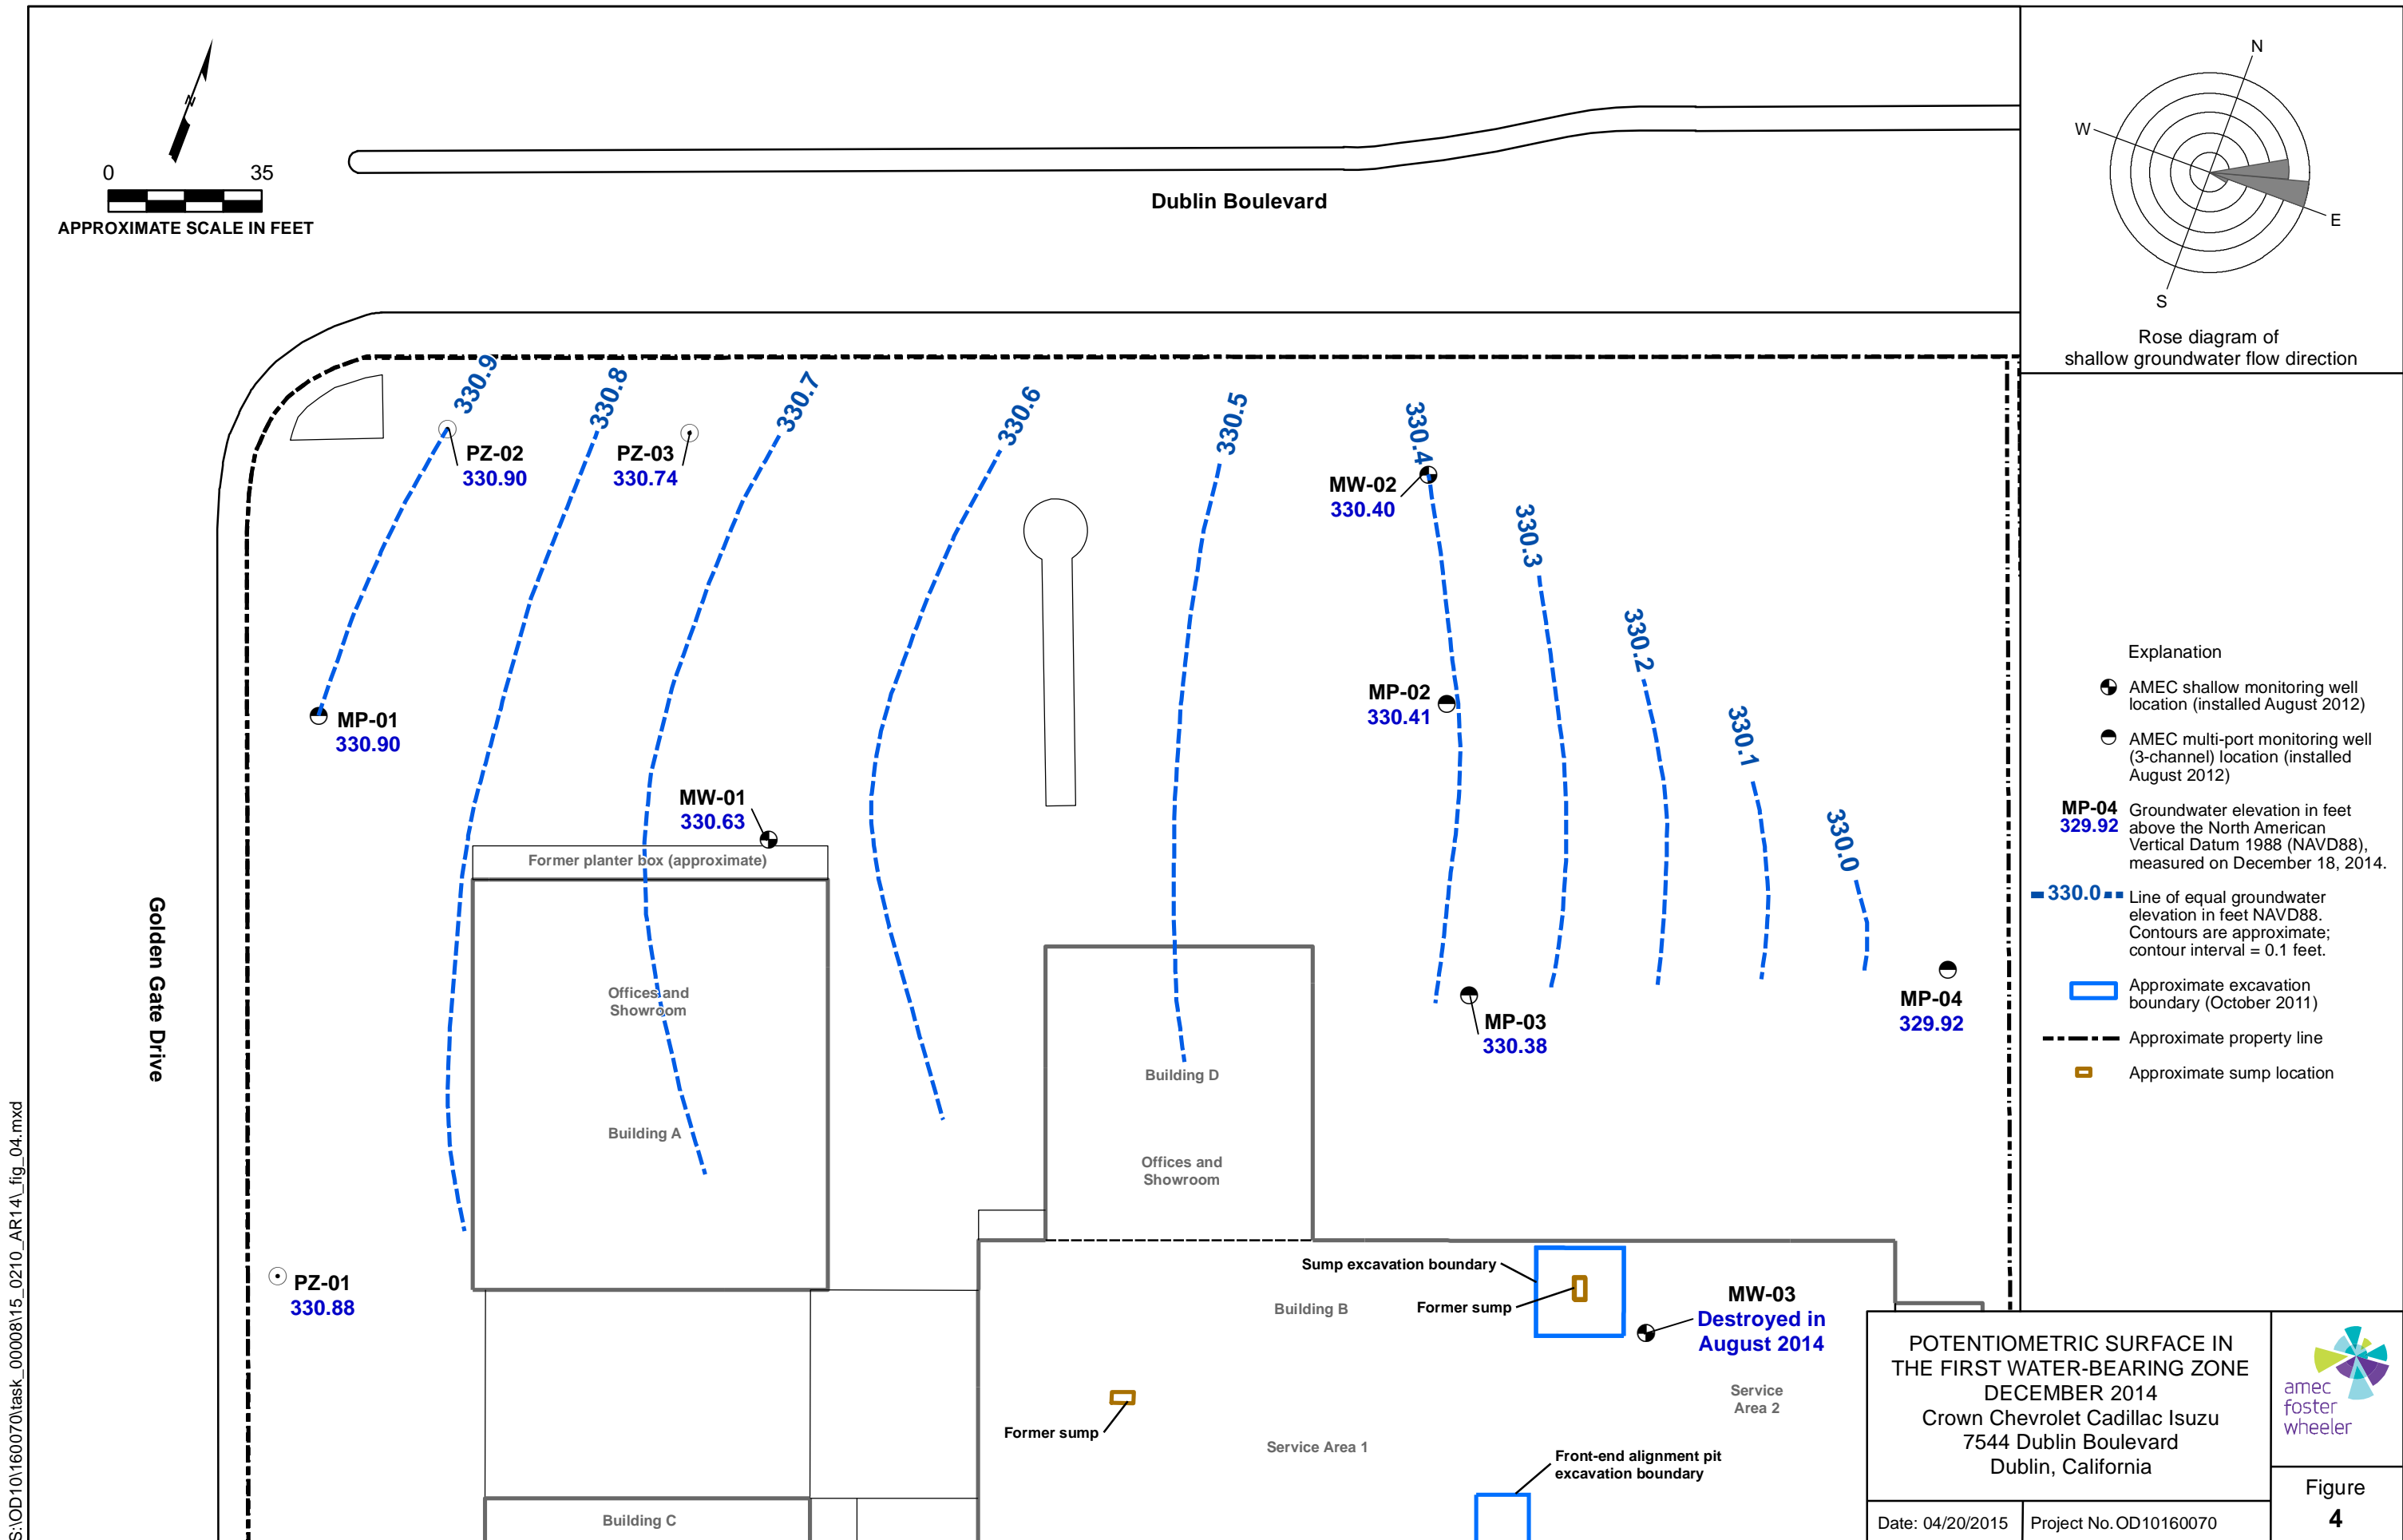 N
0 35
APPROXIMATE SCALE IN FEET
Dublin Boulevard
N
W
E
S
Rose diagram of
shallow groundwater flow direction
330.9
330.8
330.7
330.6
330.5
330.4
330.3
330.2
330.1
330.0
PZ-02
330.90
PZ-03
330.74
MW-02
330.40
MP-01
330.90
MP-02
330.41
MW-01
330.63
Former planter box (approximate)
Golden Gate Drive
Offices and
Showroom
Building A
MP-03
330.38
MP-04
329.92
Building D
Offices and
Showroom
PZ-01
330.88
Sump excavation boundary
Building B
Former sump
MW-03
Destroyed in
August 2014
Service
Area 2
Former sump
Service Area 1
Front-end alignment pit
excavation boundary
Building C
Explanation
AMEC shallow monitoring well
location (installed August 2012)
AMEC multi-port monitoring well
(3-channel) location (installed
August 2012)
MP-04
329.92
Groundwater elevation in feet
above the North American
Vertical Datum 1988 (NAVD88),
measured on December 18, 2014.
330.0
Line of equal groundwater
elevation in feet NAVD88.
Contours are approximate;
contour interval = 0.1 feet.
Approximate excavation
boundary (October 2011)
Approximate property line
Approximate sump location
POTENTIOMETRIC SURFACE IN
THE FIRST WATER-BEARING ZONE
DECEMBER 2014
Crown Chevrolet Cadillac Isuzu
7544 Dublin Boulevard
Dublin, California
amec
foster
wheeler
Date: 04/20/2015
Project No. OD10160070
Figure
4
S:\OD10\160070\task_00008\15_0210_AR14\_fig_04.mxd